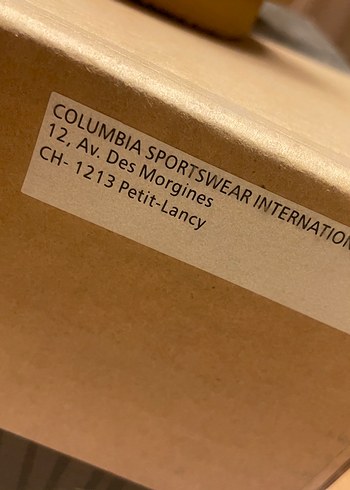 COLUMBIA SPORTSWEAR INTERNATION
12, Av. Des Morgines
CH- 1213 Petit-Lancy